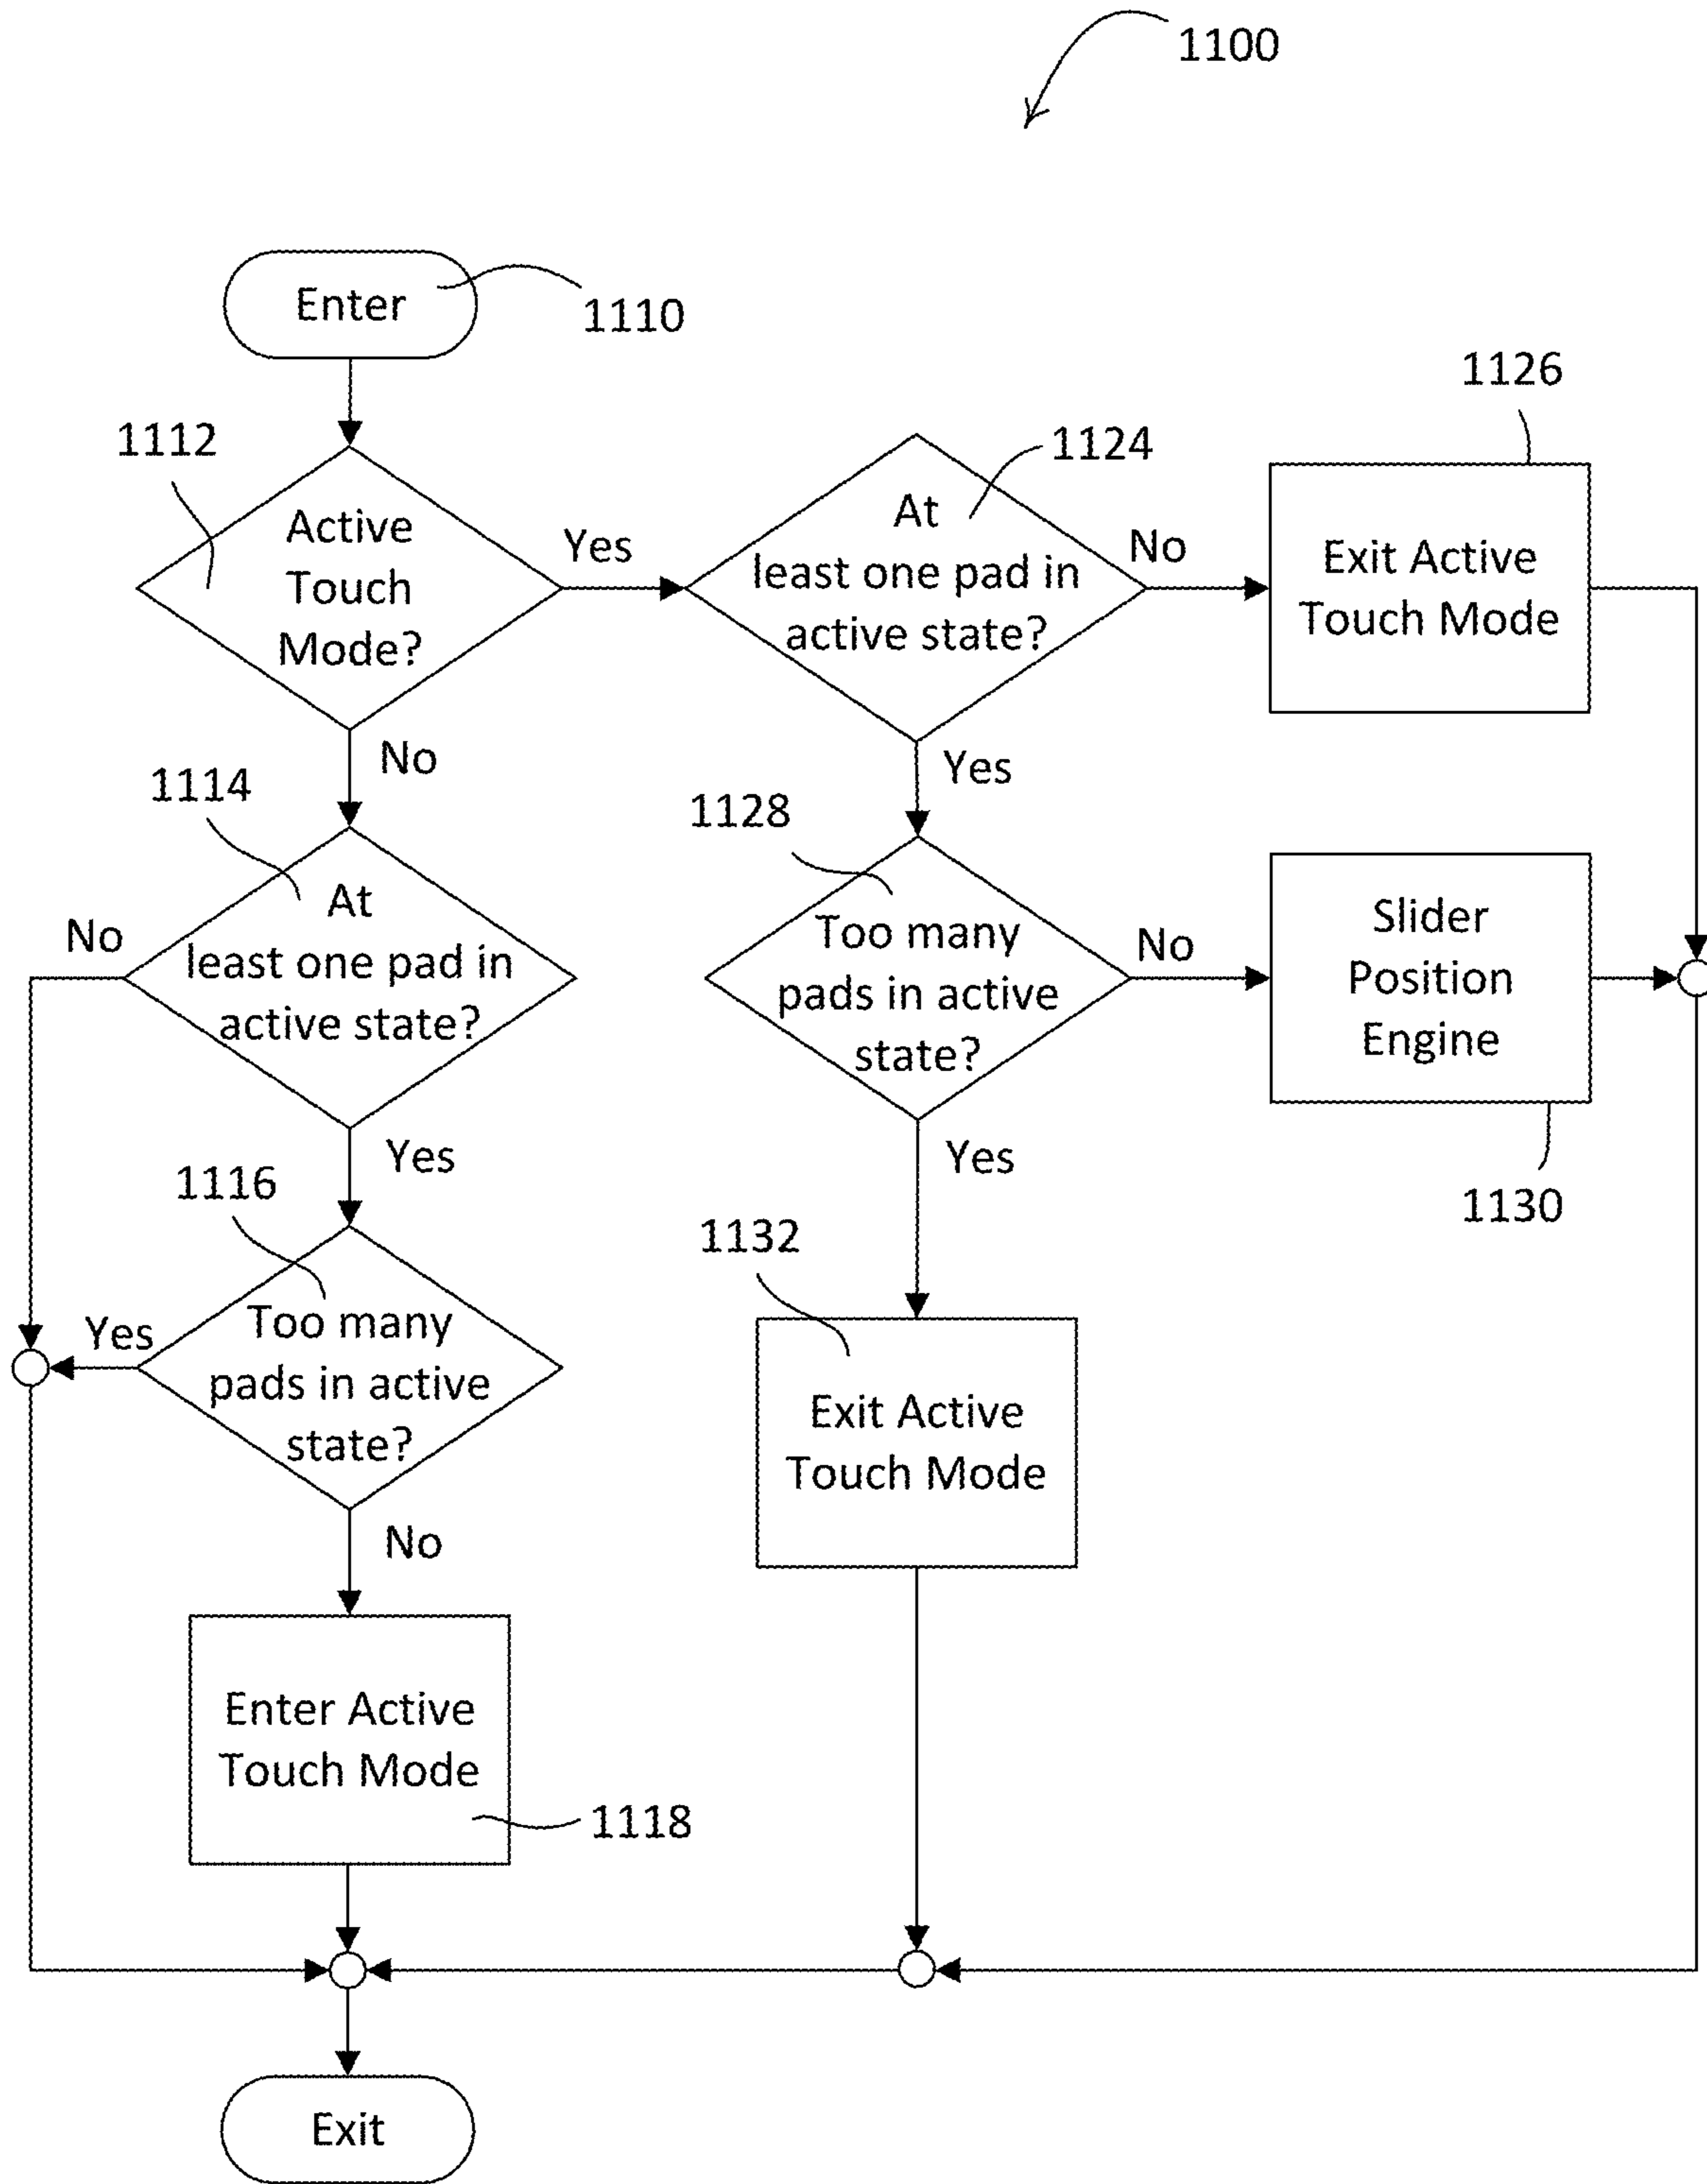 1100
Enter
1110
1112
Active
Touch
Mode?
Yes
No
1124
At
least one pad in
active state?
No
Yes
1126
Exit Active
Touch Mode
1114
At
least one pad in
active state?
No
Yes
1128
Too many
pads in active
state?
No
Yes
Slider
Position
Engine
1130
1116
Too many
pads in active
state?
Yes
No
1132
Exit Active
Touch Mode
Enter Active
Touch Mode
1118
Exit